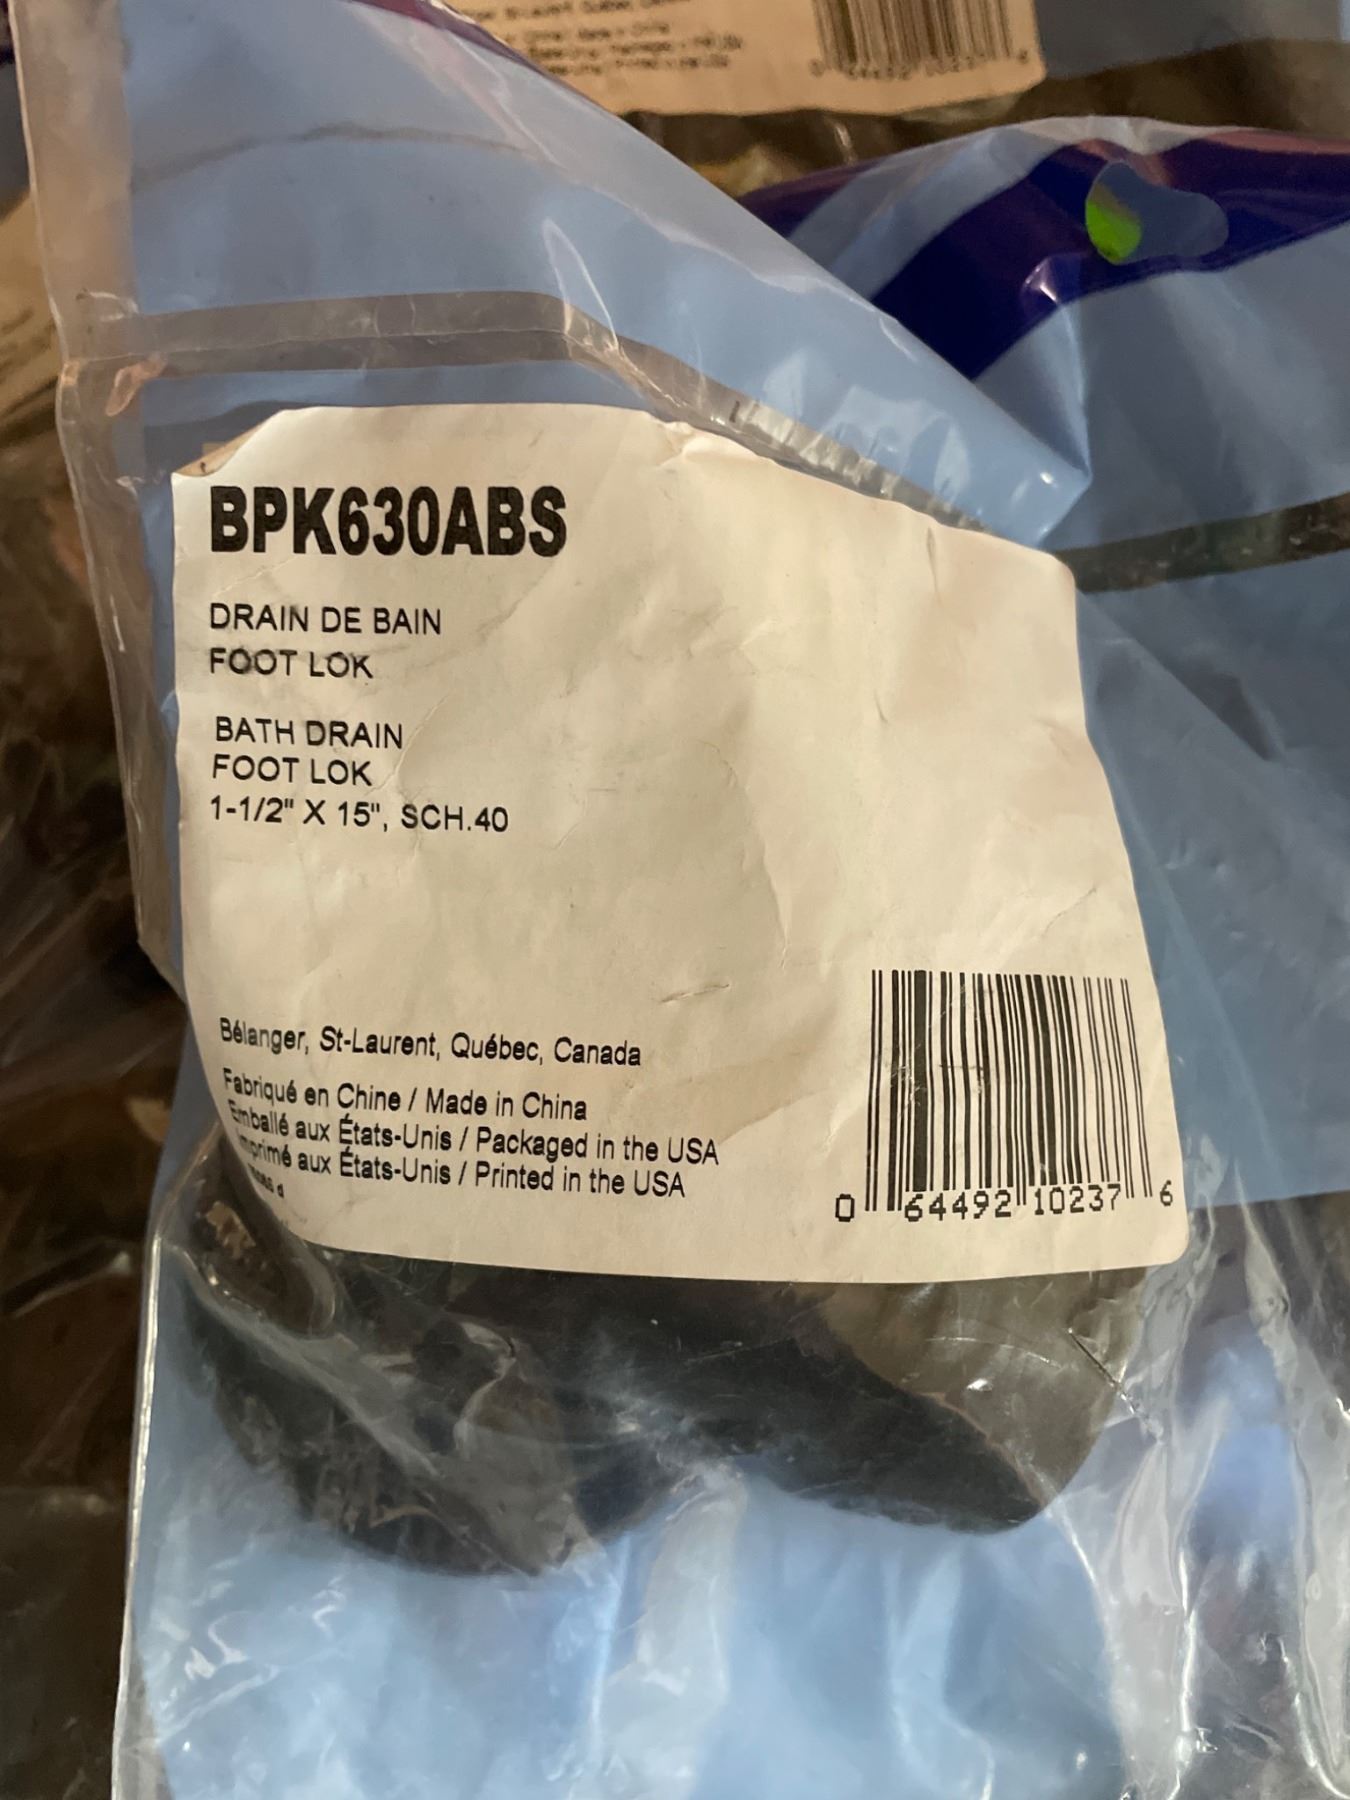 BPK630ABS
DRAIN DE BAIN
FOOT LOK
BATH DRAIN
FOOT LOK
1-1/2" X 15", SCH.40
Bélanger, St-Laurent, Québec, Canada
Fabriqué en Chine / Made in China
Emballé aux États-Unis / Packaged in the USA
Imprimé aux États-Unis / Printed in the USA
0 64492 10237 6